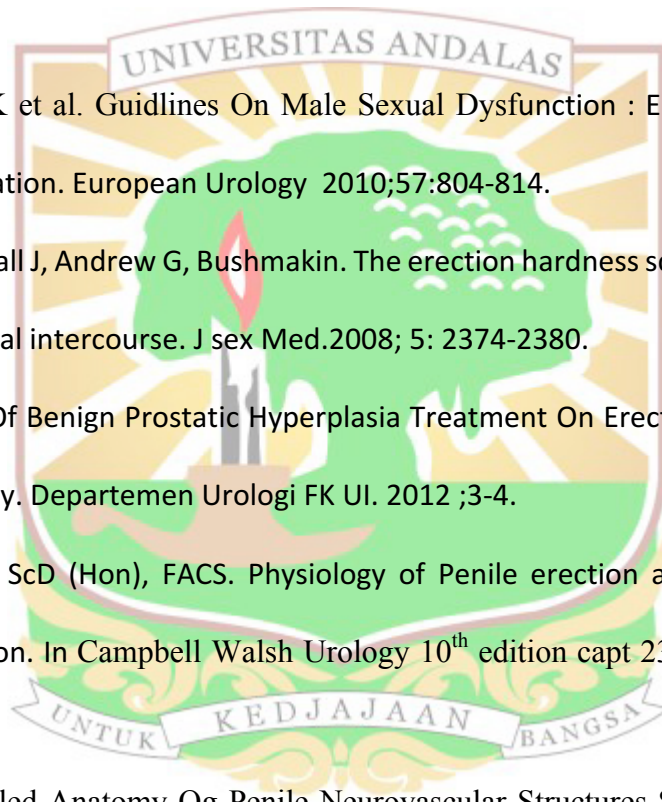 UNIVERSITAS ANDALAS
K et al. Guidlines On Male Sexual Dysfunction : E
ation. European Urology 2010;57:804-814.
all J, Andrew G, Bushmakin. The erection hardness sc
al intercourse. J sex Med.2008; 5: 2374-2380.
Of Benign Prostatic Hyperplasia Treatment On Erect
y. Departemen Urologi FK UI. 2012 ;3-4.
ScD (Hon), FACS. Physiology of Penile erection a
on. In Campbell Walsh Urology 10th edition capt 23
UNTUK KEDJAJAAN BANGSA
led Anatomy Og Penile Neurovascular Structures